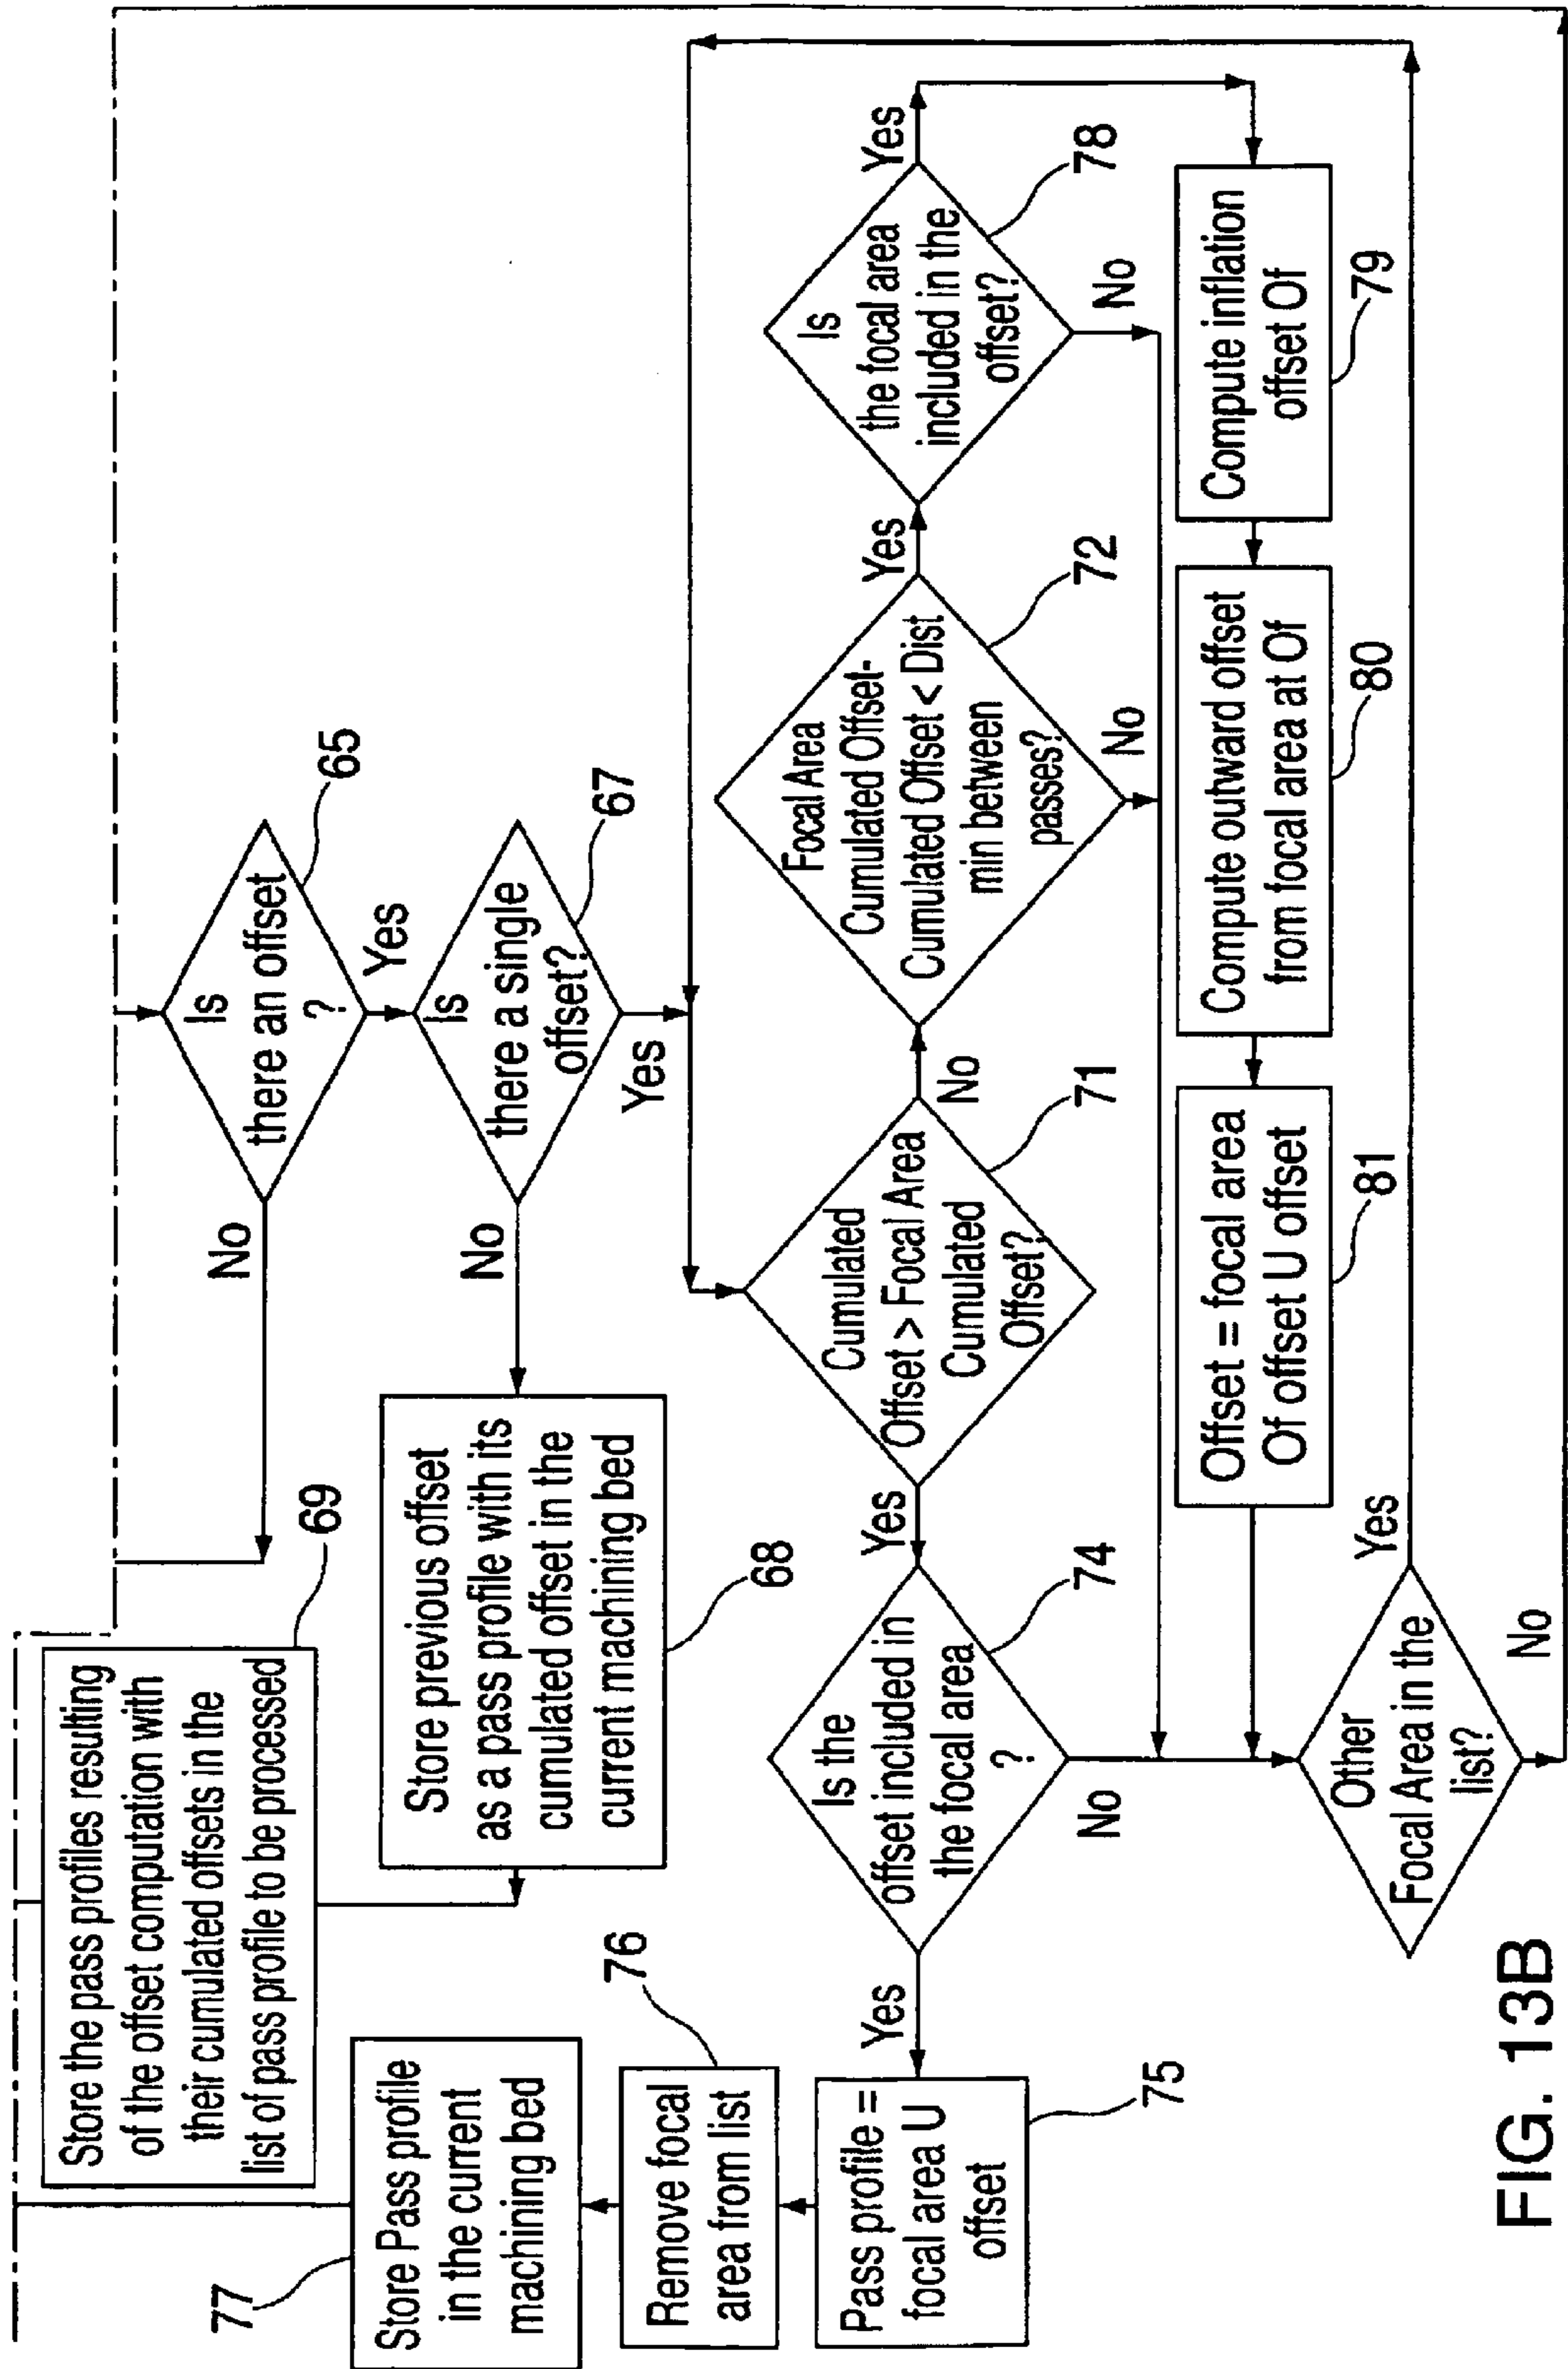 Is
there an offset
?
65
Yes
No
Is
there a single
offset?
67
Yes
No
Store the pass profiles resulting
of the offset computation with
their cumulated offsets in the
list of pass profile to be processed
69
Store previous offset
as a pass profile with its
cumulated offset in the
current machining bed
68
Cumulated
Offset > Focal Area
Cumulated
Offset?
71
Yes
No
Focal Area
Cumulated Offset-
Cumulated Offset < Dist
min between
passes?
72
Yes
No
Is
the focal area
included in the
offset?
78
Yes
No
Is the
offset included in
the focal area
?
74
Yes
No
Pass profile =
focal area U
offset
75
Remove focal
area from list
76
Store Pass profile
in the current
machining bed
77
Compute inflation
offset Of
79
Compute outward offset
from focal area at Of
80
Offset = focal area
Of offset U offset
81
Other
Focal Area in the
list?
Yes
No
FIG. 13B